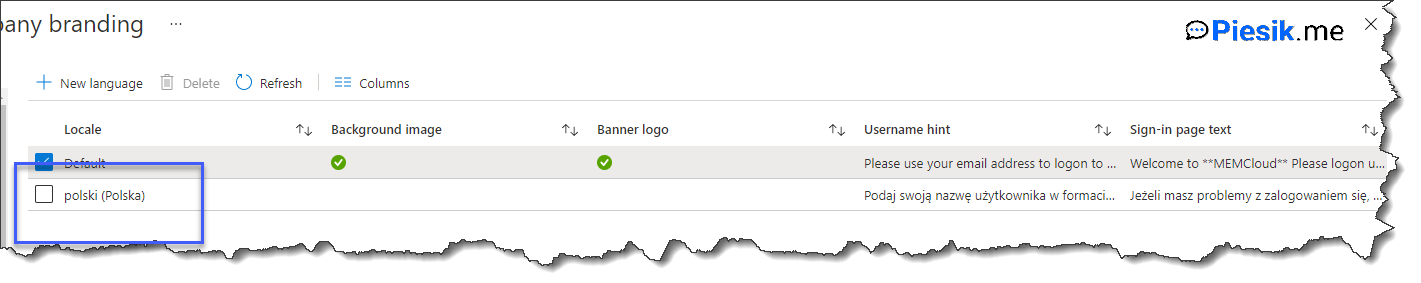 pany branding ...
Piesik.me
New language Delete Refresh Columns
Locale Background image Banner logo Username hint Sign-in page text
Default Please use your email address to logon to ... Welcome to **MEMCloud** Please logon u...
polski (Polska) Podaj swoją nazwę użytkownika w formaci... Jeżeli masz problemy z zalogowaniem się, ...